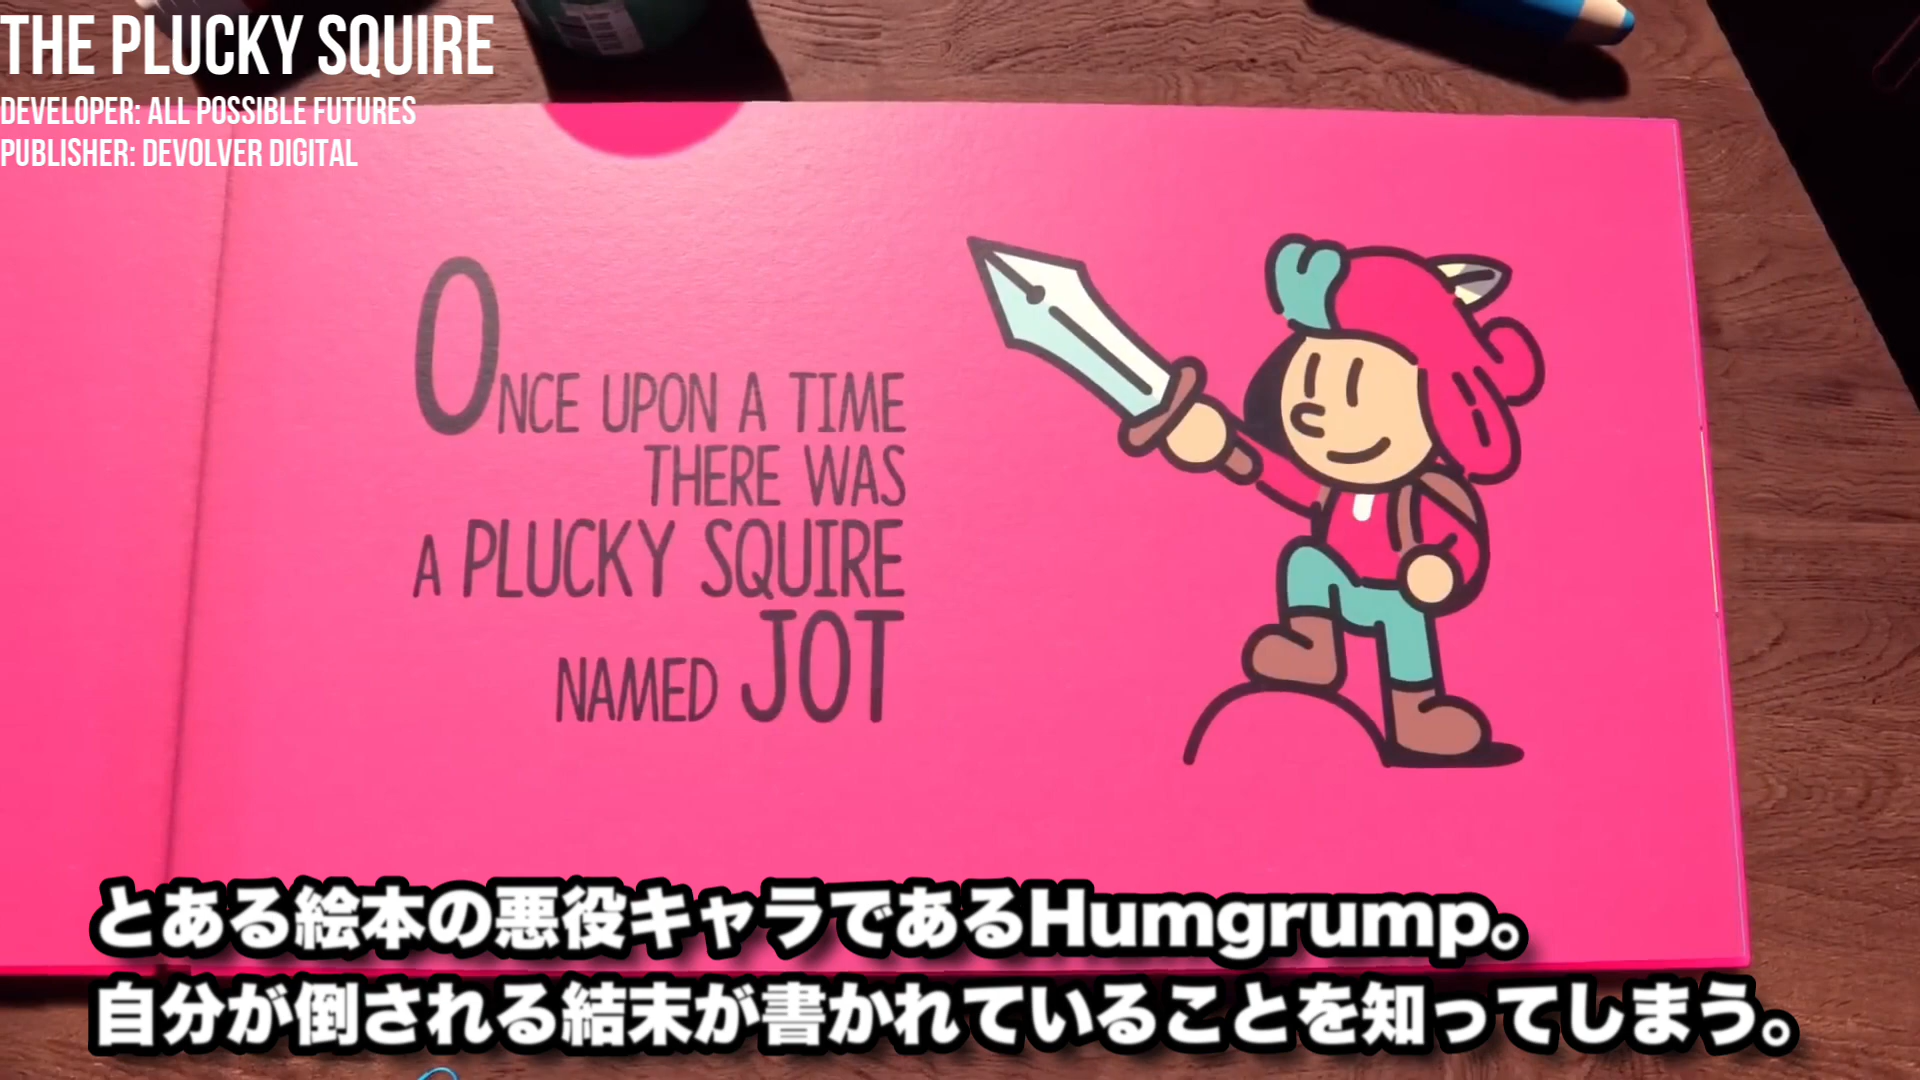 THE PLUCKY SQUIRE
DEVELOPER: ALL POSSIBLE FUTURES
PUBLISHER: DEVOLVER DIGITAL
ONCE UPON A TIME
THERE WAS
A PLUCKY SQUIRE
NAMED JOT
とある絵本の悪役キャラであるHumgrump。
自分が倒される結末が書かれていることを知ってしまう。